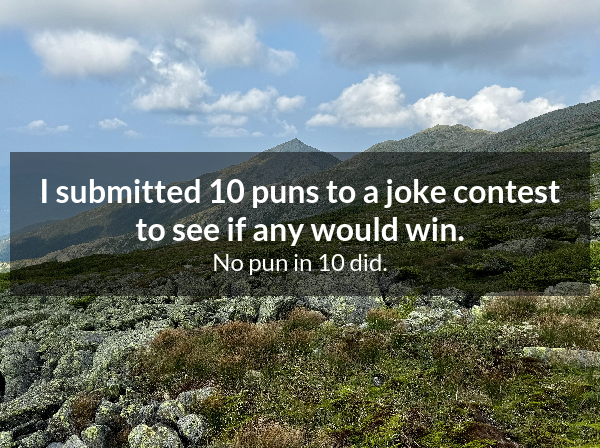 I submitted 10 puns to a joke contest
to see if any would win.
No pun in 10 did.